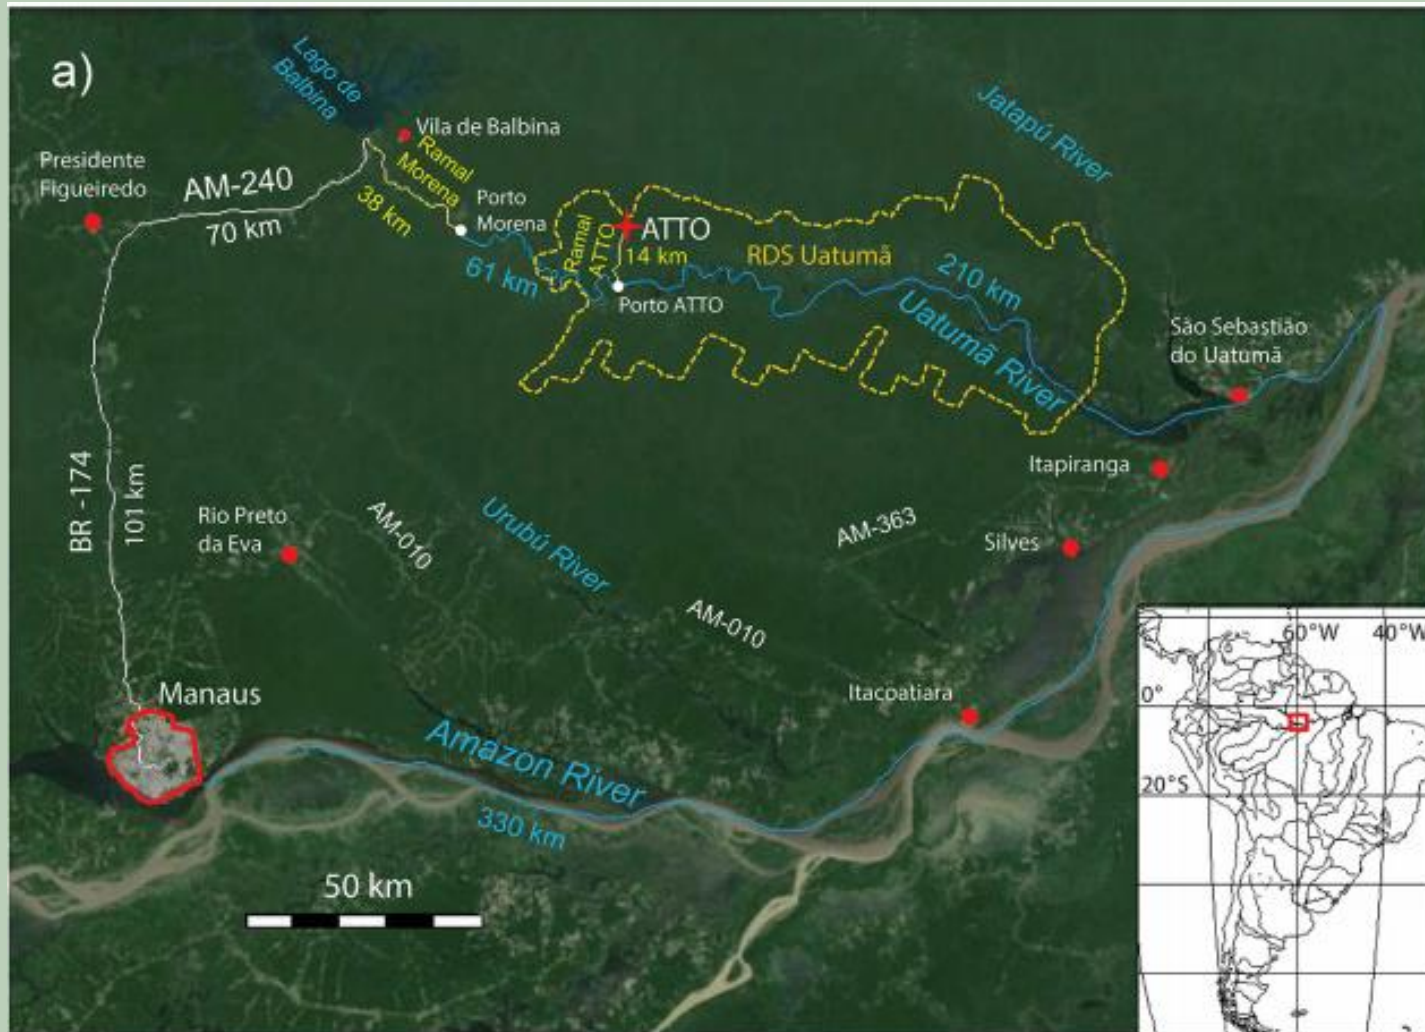 a)
Lago de
Balbina
Jatapú River
Vila de Balbina
Presidente
Figueiredo
AM-240
70 km
Ramal
Morena
38 km
Porto
Morena
61 km
Ramal
ATTO
ATTO
14 km
Porto ATTO
RDS Uatumã
210 km
Uatumã River
São Sebastião
do Uatumã
Itapiranga
BR -174
101 km
Rio Preto
da Eva
AM-010
Urubú River
AM-363
Silves
AM-010
Itacoatiara
Manaus
Amazon River
330 km
50 km
60°W
40°W
0°
20°S